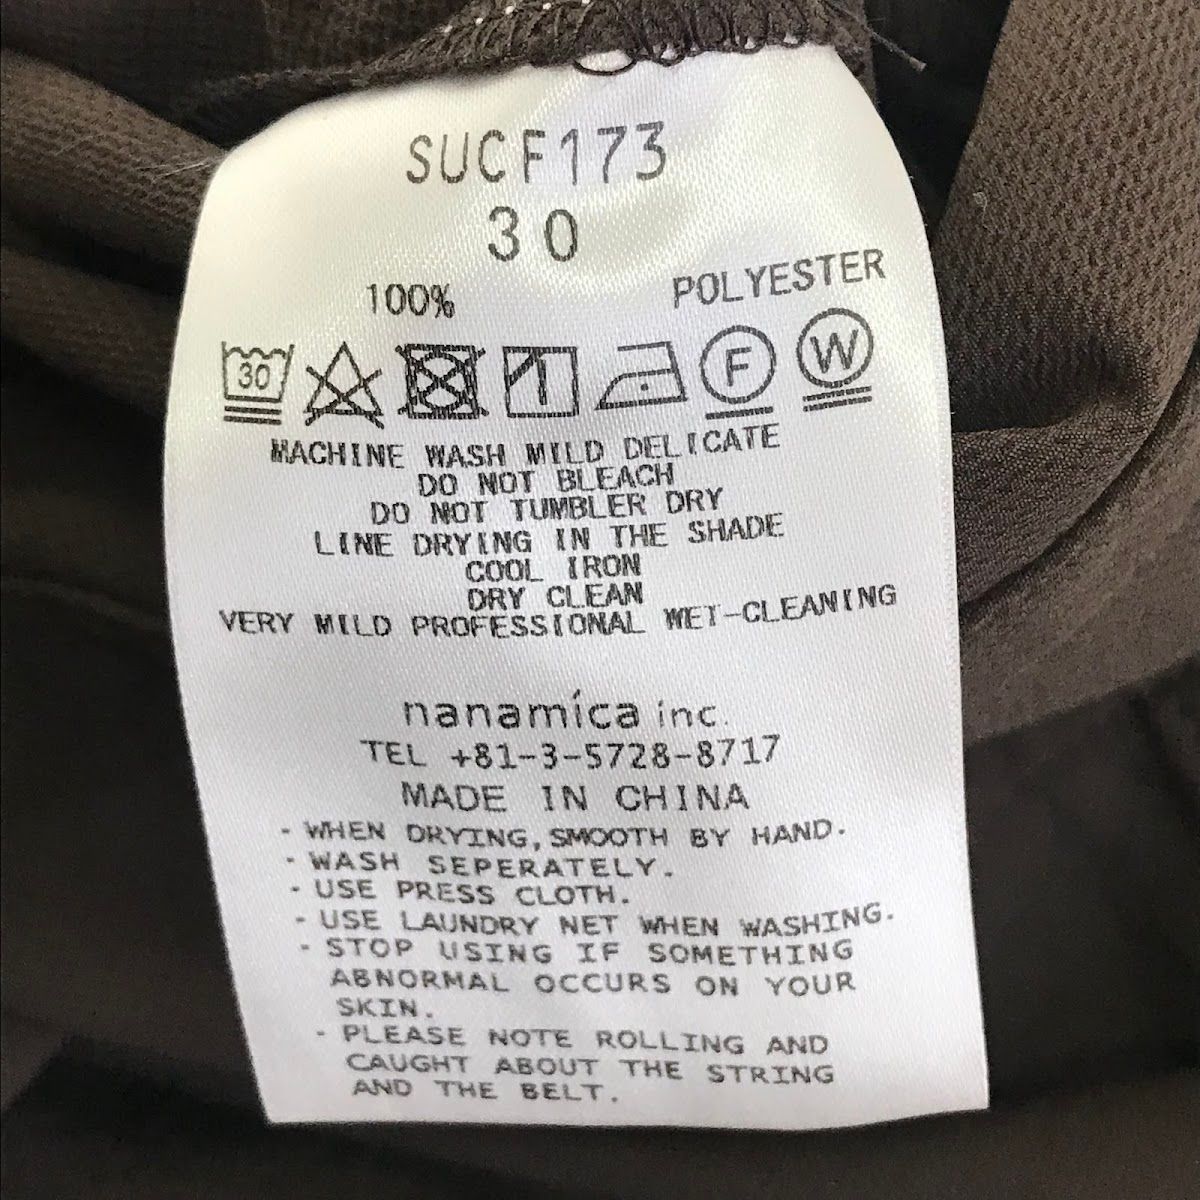 SUCF173
30
100% POLYESTER
30 F W
MACHINE WASH MILD DELICATE
DO NOT BLEACH
DO NOT TUMBLER DRY
LINE DRYING IN THE SHADE
COOL IRON
DRY CLEAN
VERY MILD PROFESSIONAL WET-CLEANING
nanamíca inc.
TEL +81-3-5728-8717
MADE IN CHINA
- WHEN DRYING, SMOOTH BY HAND.
- WASH SEPERATELY.
- USE PRESS CLOTH.
- USE LAUNDRY NET WHEN WASHING.
- STOP USING IF SOMETHING
ABNORMAL OCCURS ON YOUR
SKIN.
- PLEASE NOTE ROLLING AND
CAUGHT ABOUT THE STRING
AND THE BELT.